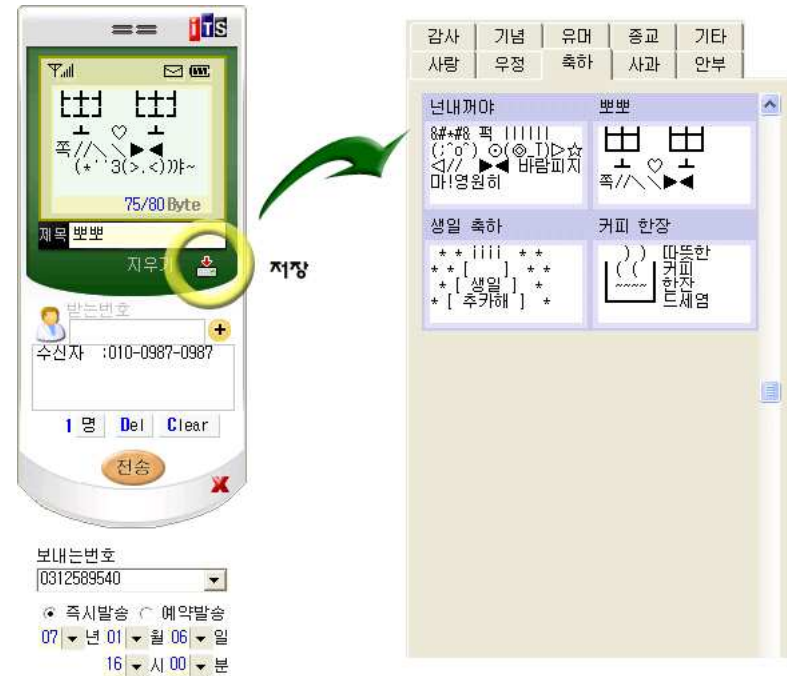 iTS
75/80 Byte
제목 뽀뽀
지우기
저장
받는번호
수신자 :010-0987-0987
1 명 Del Clear
전송
보내는번호
0312589540
즉시발송 예약발송
07 년 01 월 06 일
16 시 00 분
감사 기념 유머 종교 기타
사랑 우정 축하 사과 안부
넌내꺼야 뽀뽀
&#*#& 퍽 ||||||
(;^o^) ⊙(◎_T)▷☆
◁// ▶◀ 바람피지
마!영원히
쪽//＼＼▶◀
생일 축하 커피 한장
* * iiii * *
* * [ ] * *
* [ 생일 ] *
* [ 추카해 ] *
) ) 따뜻한
( ( 커피
~~~~ 한잔
드세염